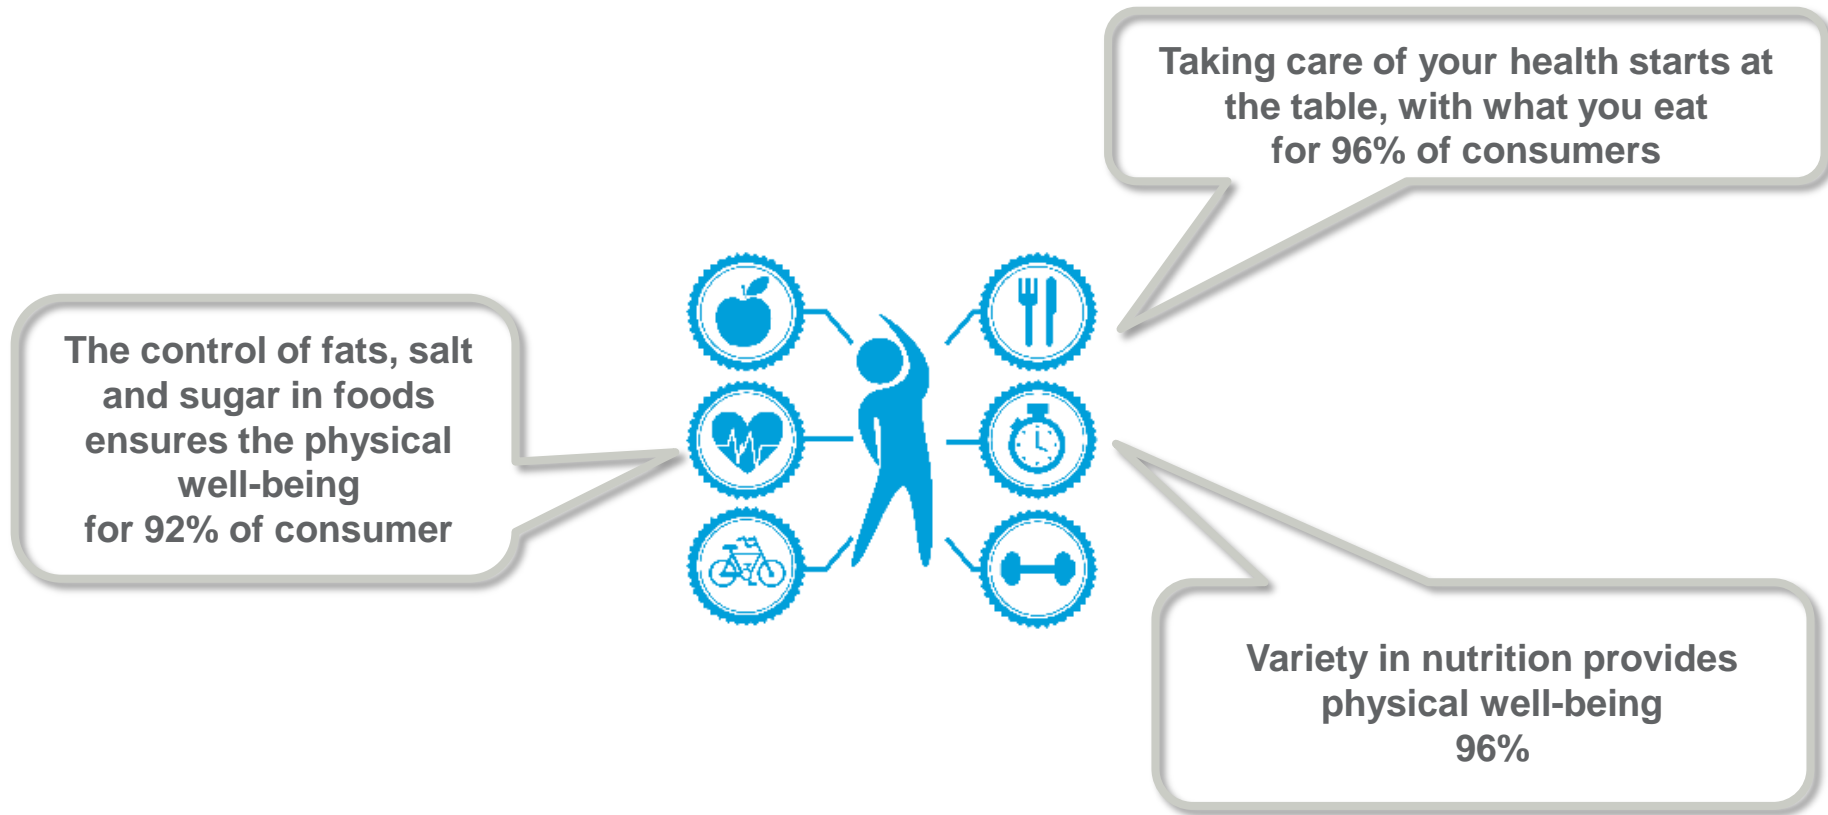 Taking care of your health starts at
the table, with what you eat
for 96% of consumers
The control of fats, salt
and sugar in foods
ensures the physical
well-being
for 92% of consumer
Variety in nutrition provides
physical well-being
96%